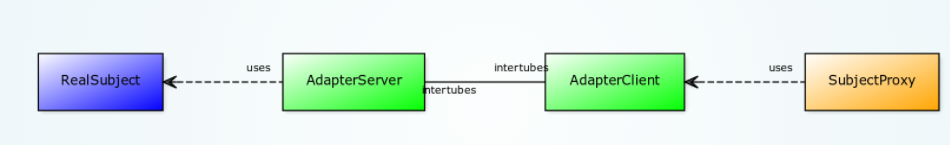 RealSubject
uses
AdapterServer
intertubes
intertubes
AdapterClient
uses
SubjectProxy